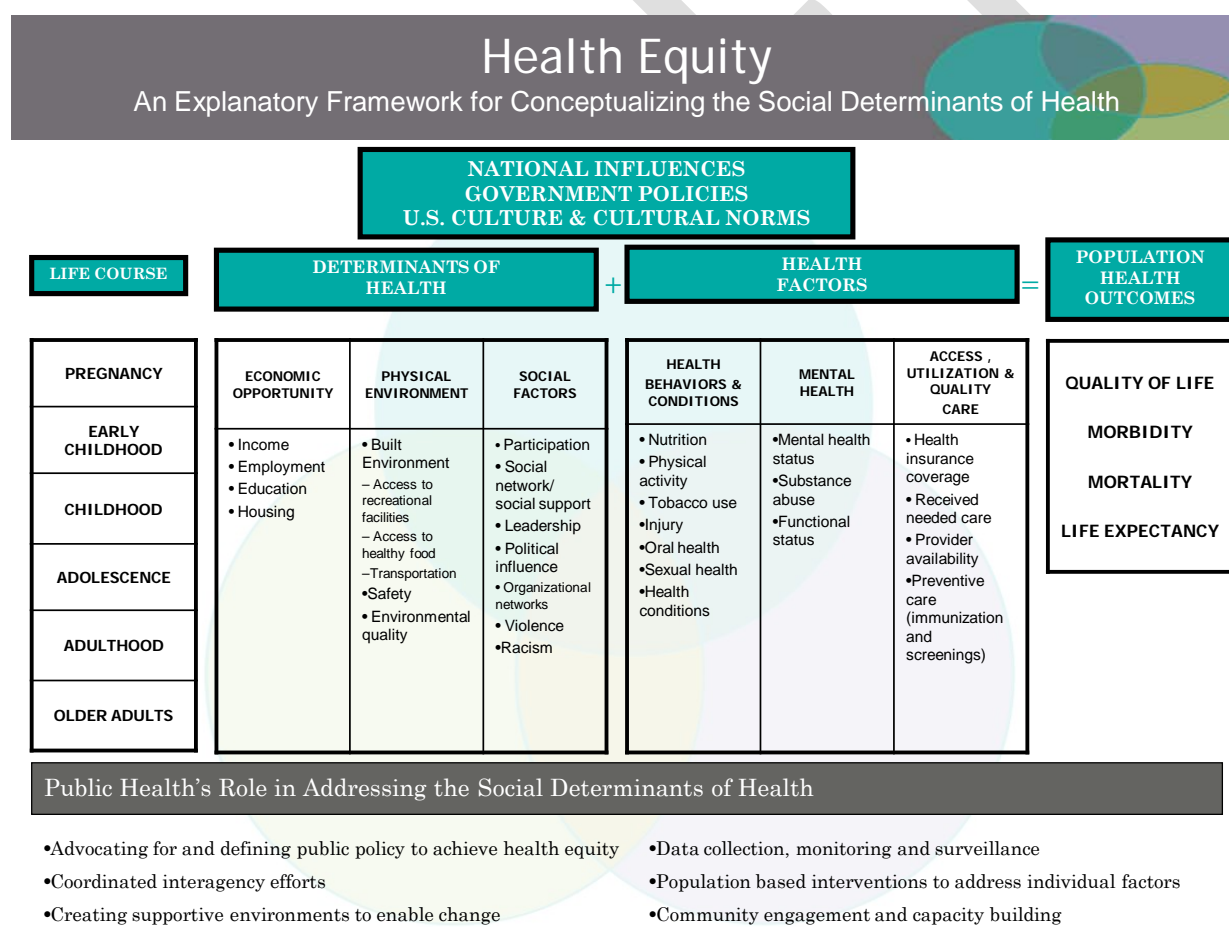 Health Equity
An Explanatory Framework for Conceptualizing the Social Determinants of Health
NATIONAL INFLUENCES
GOVERNMENT POLICIES
U.S. CULTURE & CULTURAL NORMS
LIFE COURSE
DETERMINANTS OF
HEALTH
+
HEALTH
FACTORS
=
POPULATION
HEALTH
OUTCOMES
PREGNANCY
EARLY
CHILDHOOD
CHILDHOOD
ADOLESCENCE
ADULTHOOD
OLDER ADULTS
ECONOMIC
OPPORTUNITY
• Income
• Employment
• Education
• Housing
PHYSICAL
ENVIRONMENT
• Built
Environment
– Access to
recreational
facilities
– Access to
healthy food
–Transportation
•Safety
• Environmental
quality
SOCIAL
FACTORS
• Participation
• Social
network/
social support
• Leadership
• Political
influence
• Organizational
networks
• Violence
•Racism
HEALTH
BEHAVIORS &
CONDITIONS
• Nutrition
• Physical
activity
• Tobacco use
•Injury
•Oral health
•Sexual health
•Health
conditions
MENTAL
HEALTH
•Mental health
status
•Substance
abuse
•Functional
status
ACCESS ,
UTILIZATION &
QUALITY
CARE
• Health
insurance
coverage
• Received
needed care
• Provider
availability
•Preventive
care
(immunization
and
screenings)
QUALITY OF LIFE
MORBIDITY
MORTALITY
LIFE EXPECTANCY
Public Health's Role in Addressing the Social Determinants of Health
•Advocating for and defining public policy to achieve health equity
•Coordinated interagency efforts
•Creating supportive environments to enable change
•Data collection, monitoring and surveillance
•Population based interventions to address individual factors
•Community engagement and capacity building